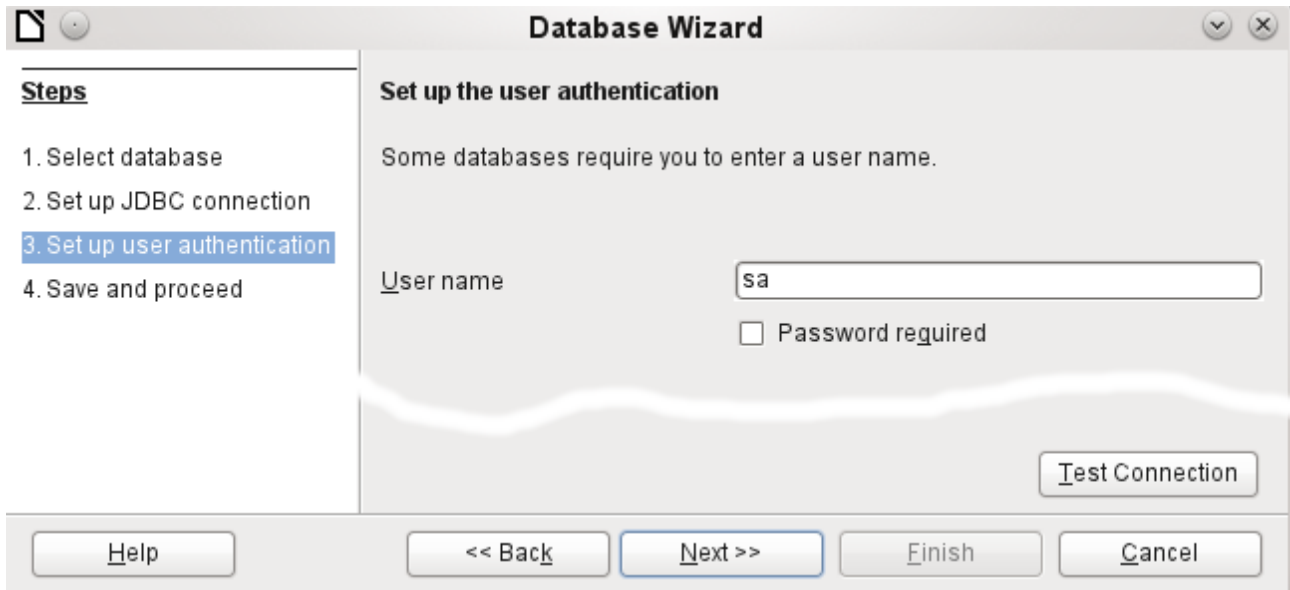 Database Wizard
Steps
1. Select database
2. Set up JDBC connection
3. Set up user authentication
4. Save and proceed
Set up the user authentication
Some databases require you to enter a user name.
User name
sa
Password required
Test Connection
Help
<< Back
Next >>
Finish
Cancel